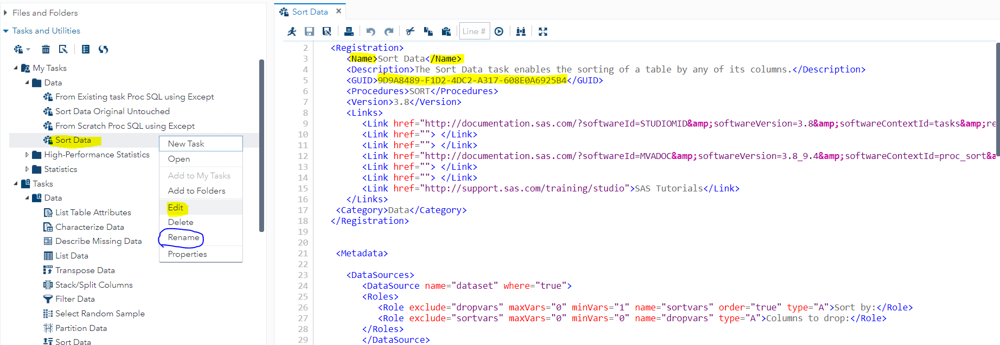 Files and Folders
Tasks and Utilities
My Tasks
Data
From Existing task Proc SQL using Except
Sort Data Original Untouched
From Scratch Proc SQL using Except
Sort Data
High-Performance Statistics
Statistics
Tasks
Data
List Table Attributes
Characterize Data
Describe Missing Data
List Data
Transpose Data
Stack/Split Columns
Filter Data
Select Random Sample
Partition Data
Sort Data
New Task
Open
Add to My Tasks
Add to Folders
Edit
Delete
Rename
Properties
Sort Data
Line #
2 <Registration>
3 <Name>Sort Data</Name>
4 <Description>The Sort Data task enables the sorting of a table by any of its columns.</Description>
5 <GUID>9D9A8489-F1D2-4DC2-A317-608E0A6925B4</GUID>
6 <Procedures>SORT</Procedures>
7 <Version>3.8</Version>
8 <Links>
9 <Link href="http://documentation.sas.com/?softwareId=STUDIOMID&amp;softwareVersion=3.8&amp;softwareContextId=tasks&amp;re
10 <Link href=""> </Link>
11 <Link href=""> </Link>
12 <Link href="http://documentation.sas.com/?softwareId=MVADOC&amp;softwareVersion=3.8_9.4&amp;softwareContextId=proc_sort&a
13 <Link href=""> </Link>
14 <Link href=""> </Link>
15 <Link href="http://support.sas.com/training/studio">SAS Tutorials</Link>
16 </Links>
17 <Category>Data</Category>
18 </Registration>
19
20
21 <Metadata>
22
23 <DataSources>
24 <DataSource name="dataset" where="true">
25 <Roles>
26 <Role exclude="dropvars" maxVars="0" minVars="1" name="sortvars" order="true" type="A">Sort by:</Role>
27 <Role exclude="sortvars" maxVars="0" minVars="0" name="dropvars" type="A">Columns to drop:</Role>
28 </Roles>
29 </DataSource>